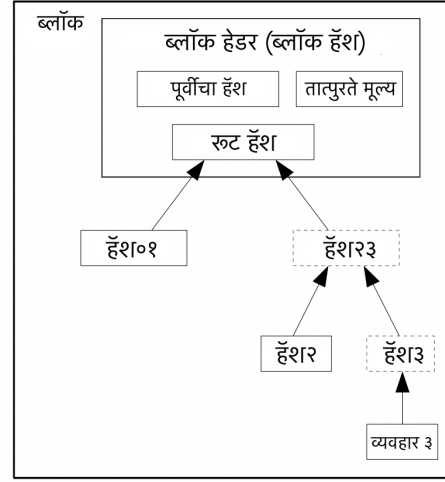 ब्लॉक
ब्लॉक हेडर (ब्लॉक हॅश)
पूर्वीचा हॅश
तात्पुरते मूल्य
रूट हॅश
हॅश०१
हॅश२३
हॅश२
हॅश३
व्यवहार ३